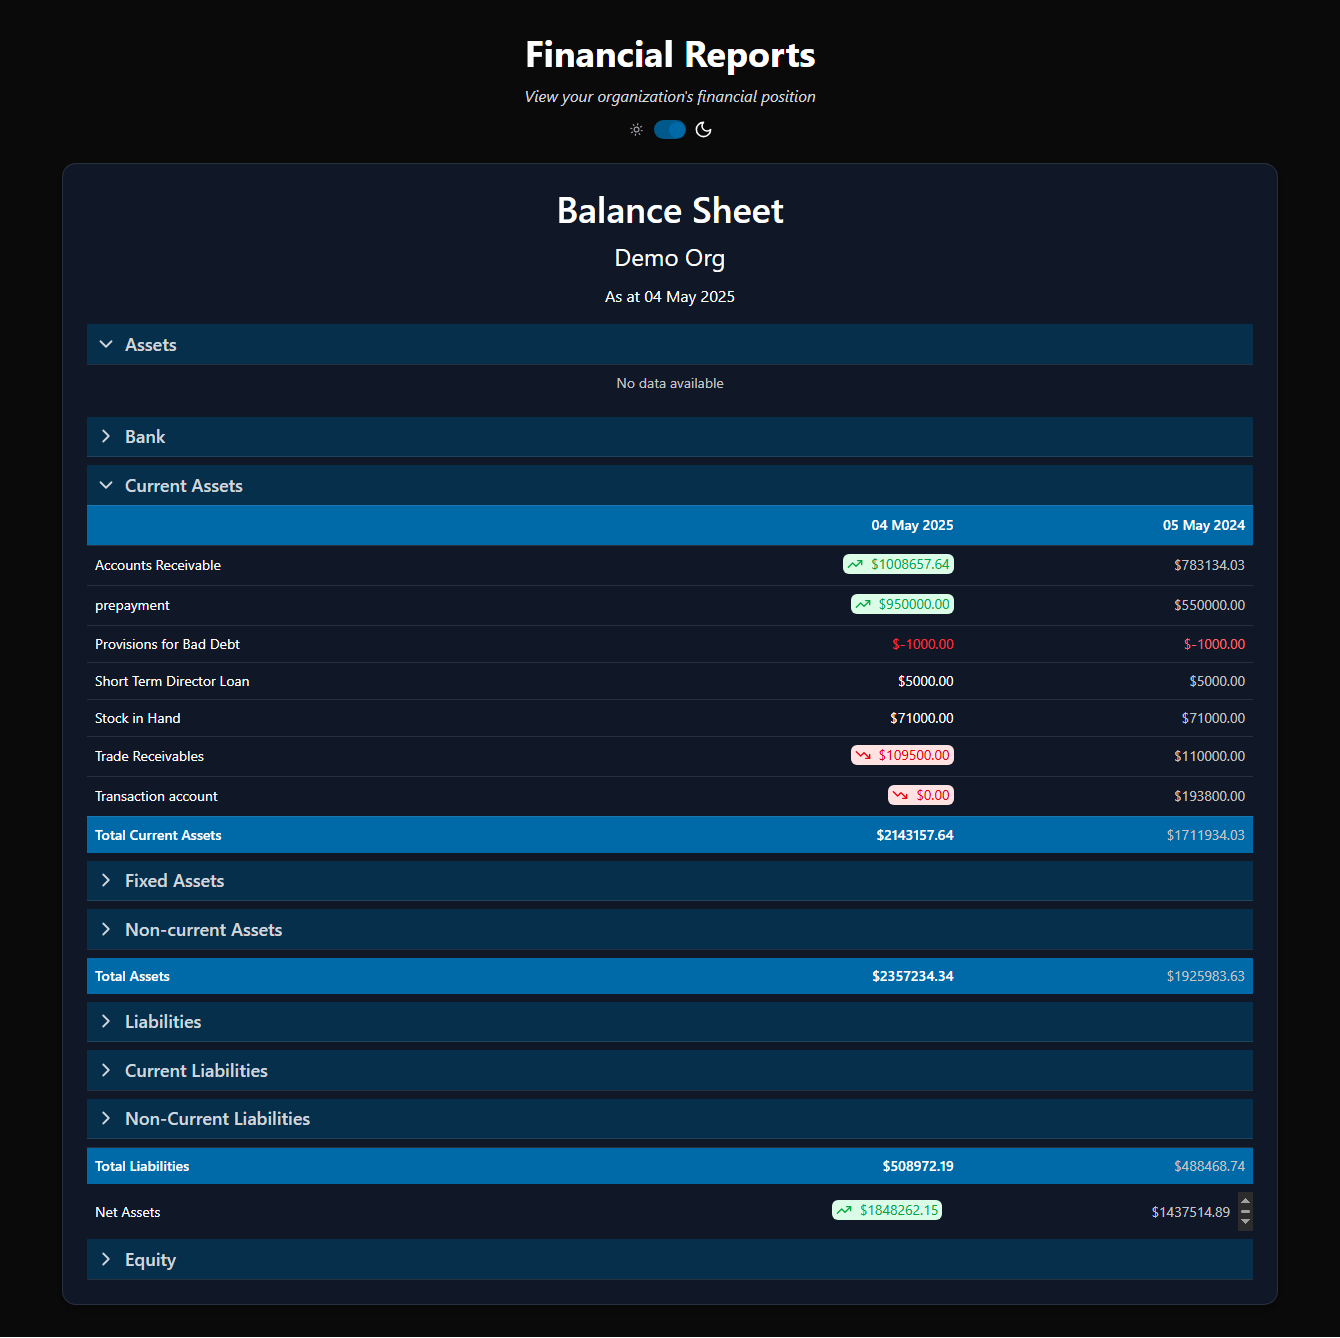 Financial Reports
View your organization's financial position
Balance Sheet
Demo Org
As at 04 May 2025
Assets
No data available
Bank
Current Assets
04 May 2025 05 May 2024
Accounts Receivable $1008657.64 $783134.03
prepayment $950000.00 $550000.00
Provisions for Bad Debt $-1000.00 $-1000.00
Short Term Director Loan $5000.00 $5000.00
Stock in Hand $71000.00 $71000.00
Trade Receivables $109500.00 $110000.00
Transaction account $0.00 $193800.00
Total Current Assets $2143157.64 $1711934.03
Fixed Assets
Non-current Assets
Total Assets $2357234.34 $1925983.63
Liabilities
Current Liabilities
Non-Current Liabilities
Total Liabilities $508972.19 $488468.74
Net Assets $1848262.15 $1437514.89
Equity